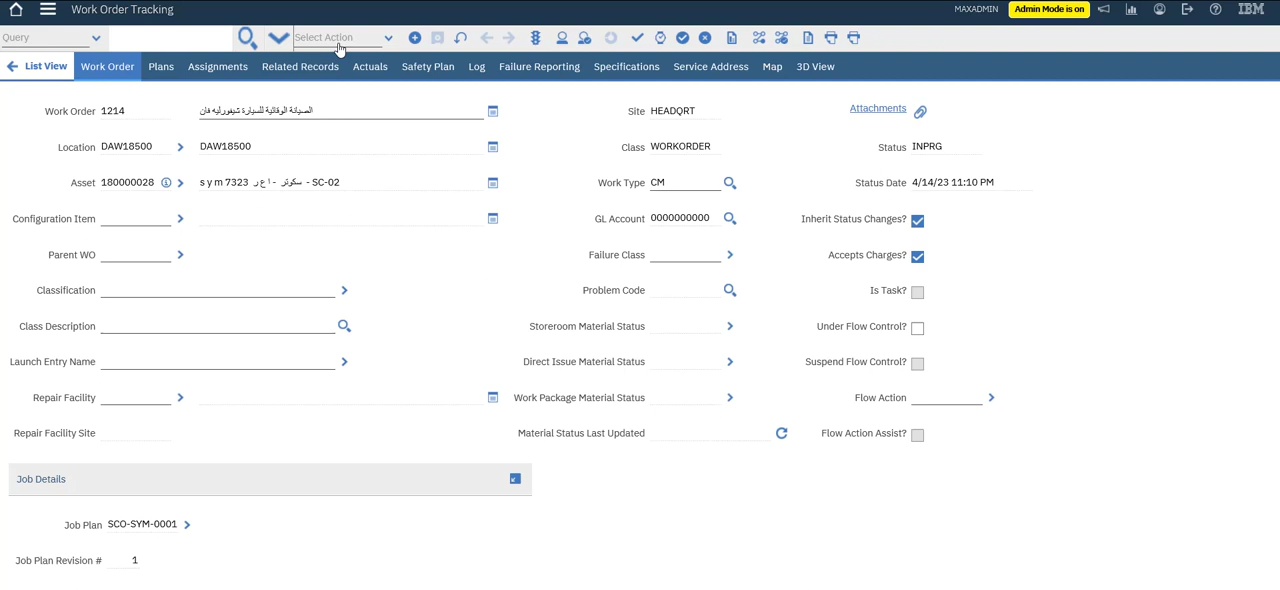 Work Order Tracking MAXADMIN Admin Mode is on IBM
Query Select Action
List View Work Order Plans Assignments Related Records Actuals Safety Plan Log Failure Reporting Specifications Service Address Map 3D View
Work Order 1214 الصيانة الوقائية للسيارة شيفورليه فان Site HEADQRT Attachments
Location DAW18500 DAW18500 Class WORKORDER Status INPRG
Asset 180000028 s y m 7323 سكوتر - ا ع ر - SC-02 Work Type CM Status Date 4/14/23 11:10 PM
Configuration Item GL Account 0000000000 Inherit Status Changes?
Parent WO Failure Class Accepts Charges?
Classification Problem Code Is Task?
Class Description Storeroom Material Status Under Flow Control?
Launch Entry Name Direct Issue Material Status Suspend Flow Control?
Repair Facility Work Package Material Status Flow Action
Repair Facility Site Material Status Last Updated Flow Action Assist?
Job Details
Job Plan SCO-SYM-0001
Job Plan Revision # 1